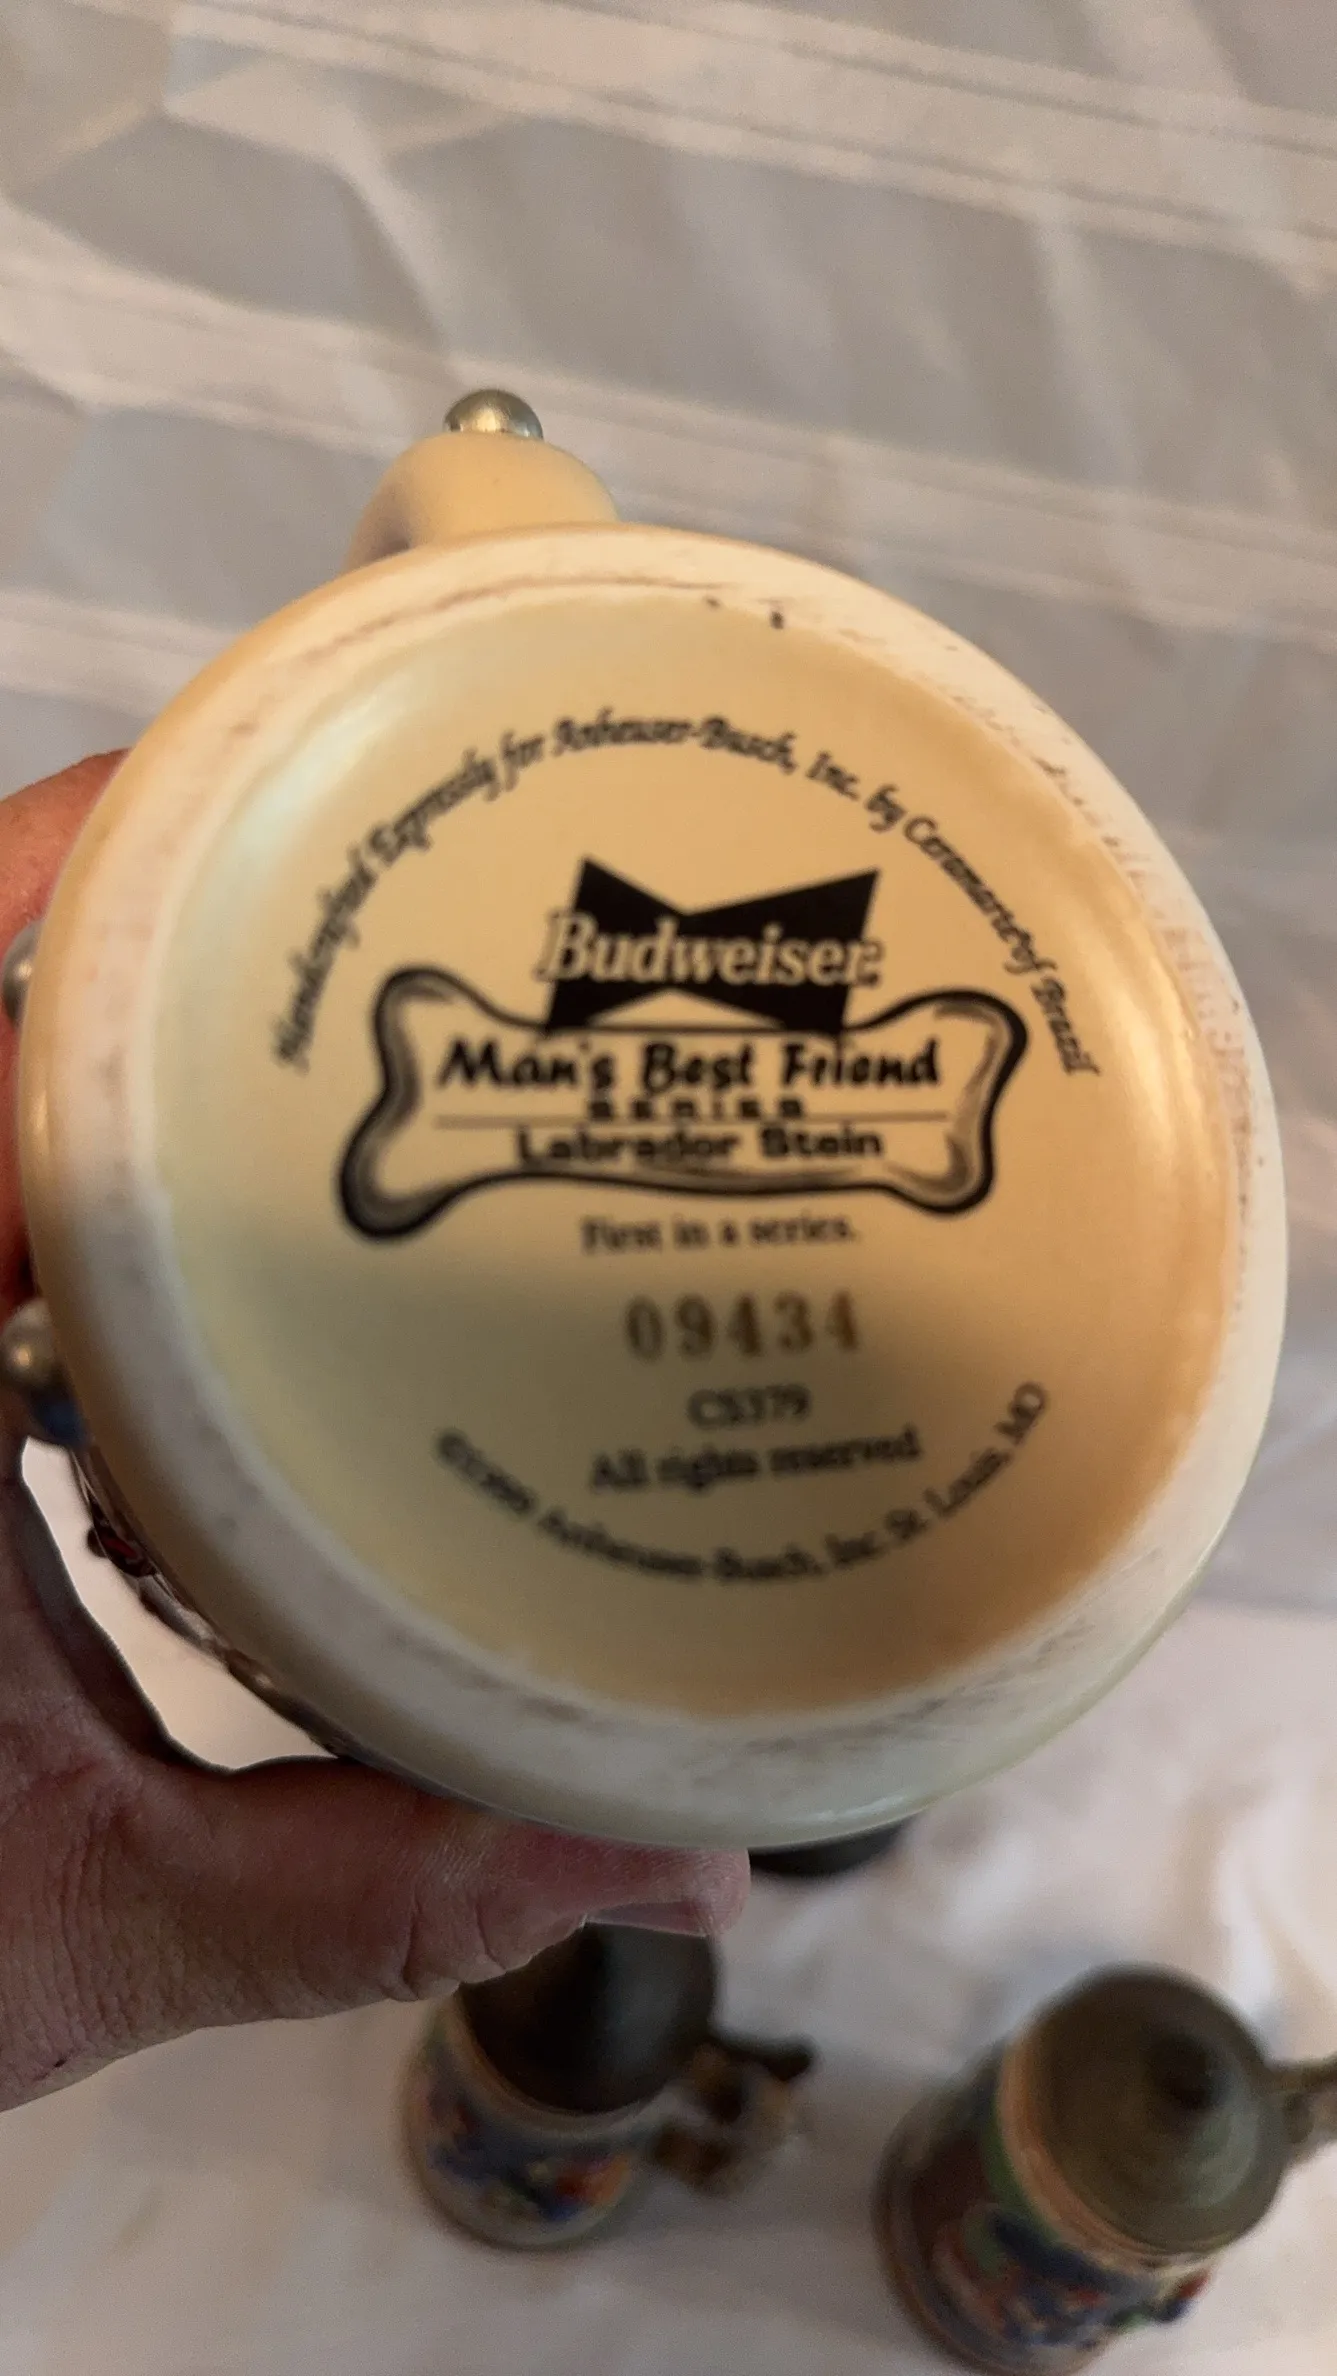 Handcrafted Expressly for Anheuser-Busch, Inc. by Ceramarte of Brazil
Budweiser
Man's Best Friend
SERIES
Labrador Stein
First in a series.
09434
CS379
All rights reserved
Anheuser-Busch, Inc. St. Louis, MO